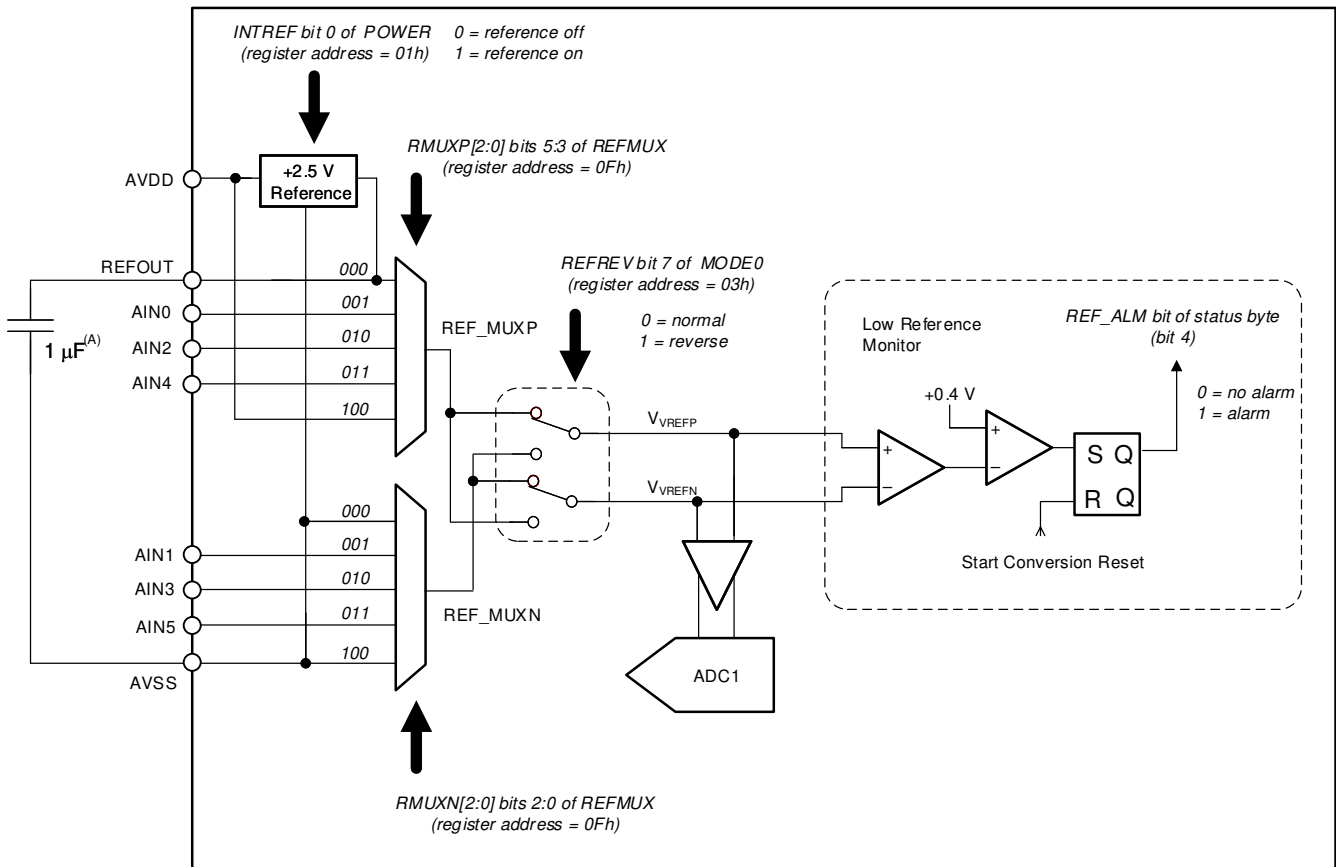 INTREF bit 0 of POWER 0 = reference off
(register address = 01h) 1 = reference on
RMUXP[2:0] bits 5:3 of REFMUX
(register address = 0Fh)
AVDD
+2.5 V
Reference
REFOUT
000
AIN0
001
AIN2
010
AIN4
011
100
1 μF(A)
REF_MUXP
REFREV bit 7 of MODE0
(register address = 03h)
0 = normal
1 = reverse
VVREFP
VVREFN
Low Reference
Monitor
+0.4 V
+
−
+
−
S Q
R Q
REF_ALM bit of status byte
(bit 4)
0 = no alarm
1 = alarm
Start Conversion Reset
000
AIN1
001
AIN3
010
AIN5
011
100
AVSS
REF_MUXN
ADC1
RMUXN[2:0] bits 2:0 of REFMUX
(register address = 0Fh)